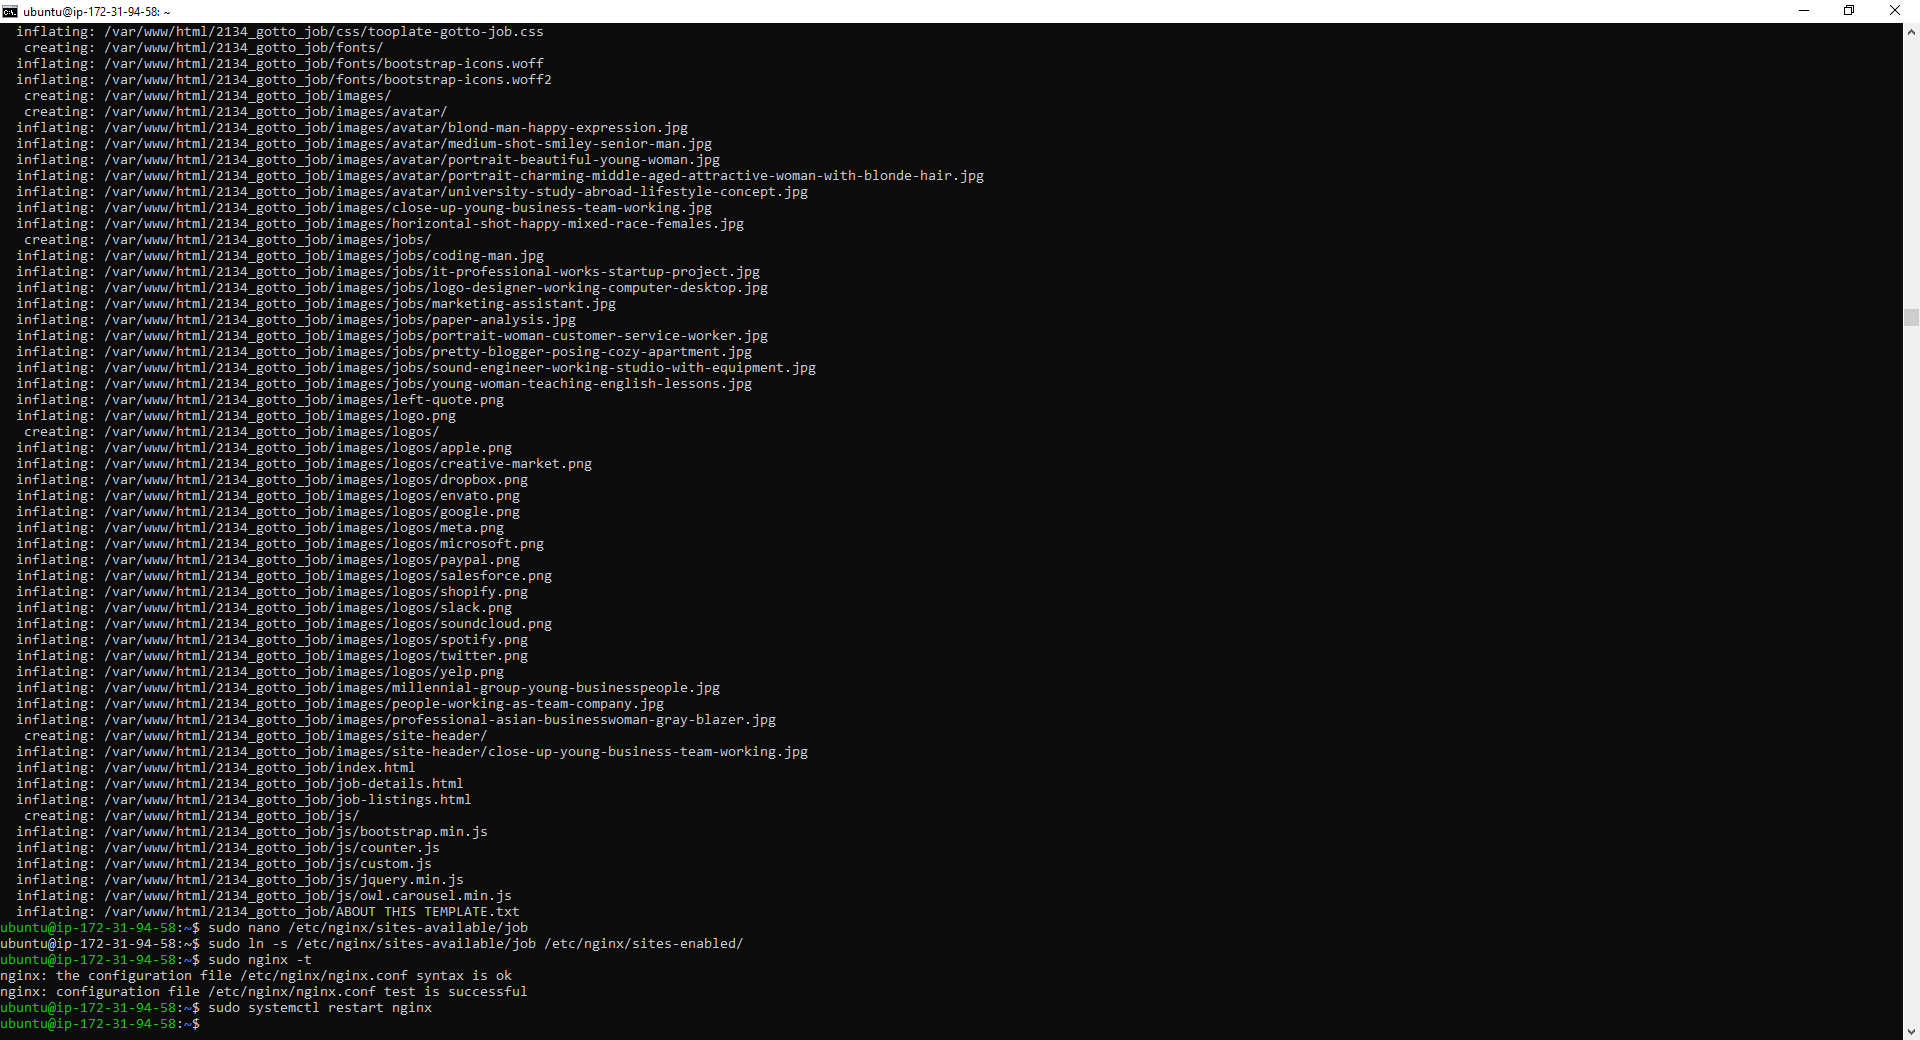 ubuntu@ip-172-31-94-58: ~
inflating: /var/www/html/2134_gotto_job/css/tooplate-gotto-job.css
creating: /var/www/html/2134_gotto_job/fonts/
inflating: /var/www/html/2134_gotto_job/fonts/bootstrap-icons.woff
inflating: /var/www/html/2134_gotto_job/fonts/bootstrap-icons.woff2
creating: /var/www/html/2134_gotto_job/images/
creating: /var/www/html/2134_gotto_job/images/avatar/
inflating: /var/www/html/2134_gotto_job/images/avatar/blond-man-happy-expression.jpg
inflating: /var/www/html/2134_gotto_job/images/avatar/medium-shot-smiley-senior-man.jpg
inflating: /var/www/html/2134_gotto_job/images/avatar/portrait-beautiful-young-woman.jpg
inflating: /var/www/html/2134_gotto_job/images/avatar/portrait-charming-middle-aged-attractive-woman-with-blonde-hair.jpg
inflating: /var/www/html/2134_gotto_job/images/avatar/university-study-abroad-lifestyle-concept.jpg
inflating: /var/www/html/2134_gotto_job/images/close-up-young-business-team-working.jpg
inflating: /var/www/html/2134_gotto_job/images/horizontal-shot-happy-mixed-race-females.jpg
creating: /var/www/html/2134_gotto_job/images/jobs/
inflating: /var/www/html/2134_gotto_job/images/jobs/coding-man.jpg
inflating: /var/www/html/2134_gotto_job/images/jobs/it-professional-works-startup-project.jpg
inflating: /var/www/html/2134_gotto_job/images/jobs/logo-designer-working-computer-desktop.jpg
inflating: /var/www/html/2134_gotto_job/images/jobs/marketing-assistant.jpg
inflating: /var/www/html/2134_gotto_job/images/jobs/paper-analysis.jpg
inflating: /var/www/html/2134_gotto_job/images/jobs/portrait-woman-customer-service-worker.jpg
inflating: /var/www/html/2134_gotto_job/images/jobs/pretty-blogger-posing-cozy-apartment.jpg
inflating: /var/www/html/2134_gotto_job/images/jobs/sound-engineer-working-studio-with-equipment.jpg
inflating: /var/www/html/2134_gotto_job/images/jobs/young-woman-teaching-english-lessons.jpg
inflating: /var/www/html/2134_gotto_job/images/left-quote.png
inflating: /var/www/html/2134_gotto_job/images/logo.png
creating: /var/www/html/2134_gotto_job/images/logos/
inflating: /var/www/html/2134_gotto_job/images/logos/apple.png
inflating: /var/www/html/2134_gotto_job/images/logos/creative-market.png
inflating: /var/www/html/2134_gotto_job/images/logos/dropbox.png
inflating: /var/www/html/2134_gotto_job/images/logos/envato.png
inflating: /var/www/html/2134_gotto_job/images/logos/google.png
inflating: /var/www/html/2134_gotto_job/images/logos/meta.png
inflating: /var/www/html/2134_gotto_job/images/logos/microsoft.png
inflating: /var/www/html/2134_gotto_job/images/logos/paypal.png
inflating: /var/www/html/2134_gotto_job/images/logos/salesforce.png
inflating: /var/www/html/2134_gotto_job/images/logos/shopify.png
inflating: /var/www/html/2134_gotto_job/images/logos/slack.png
inflating: /var/www/html/2134_gotto_job/images/logos/soundcloud.png
inflating: /var/www/html/2134_gotto_job/images/logos/spotify.png
inflating: /var/www/html/2134_gotto_job/images/logos/twitter.png
inflating: /var/www/html/2134_gotto_job/images/logos/yelp.png
inflating: /var/www/html/2134_gotto_job/images/millennial-group-young-businesspeople.jpg
inflating: /var/www/html/2134_gotto_job/images/people-working-as-team-company.jpg
inflating: /var/www/html/2134_gotto_job/images/professional-asian-businesswoman-gray-blazer.jpg
creating: /var/www/html/2134_gotto_job/images/site-header/
inflating: /var/www/html/2134_gotto_job/images/site-header/close-up-young-business-team-working.jpg
inflating: /var/www/html/2134_gotto_job/index.html
inflating: /var/www/html/2134_gotto_job/job-details.html
inflating: /var/www/html/2134_gotto_job/job-listings.html
creating: /var/www/html/2134_gotto_job/js/
inflating: /var/www/html/2134_gotto_job/js/bootstrap.min.js
inflating: /var/www/html/2134_gotto_job/js/counter.js
inflating: /var/www/html/2134_gotto_job/js/custom.js
inflating: /var/www/html/2134_gotto_job/js/jquery.min.js
inflating: /var/www/html/2134_gotto_job/js/owl.carousel.min.js
inflating: /var/www/html/2134_gotto_job/ABOUT THIS TEMPLATE.txt
ubuntu@ip-172-31-94-58:~$ sudo nano /etc/nginx/sites-available/job
ubuntu@ip-172-31-94-58:~$ sudo ln -s /etc/nginx/sites-available/job /etc/nginx/sites-enabled/
ubuntu@ip-172-31-94-58:~$ sudo nginx -t
nginx: the configuration file /etc/nginx/nginx.conf syntax is ok
nginx: configuration file /etc/nginx/nginx.conf test is successful
ubuntu@ip-172-31-94-58:~$ sudo systemctl restart nginx
ubuntu@ip-172-31-94-58:~$